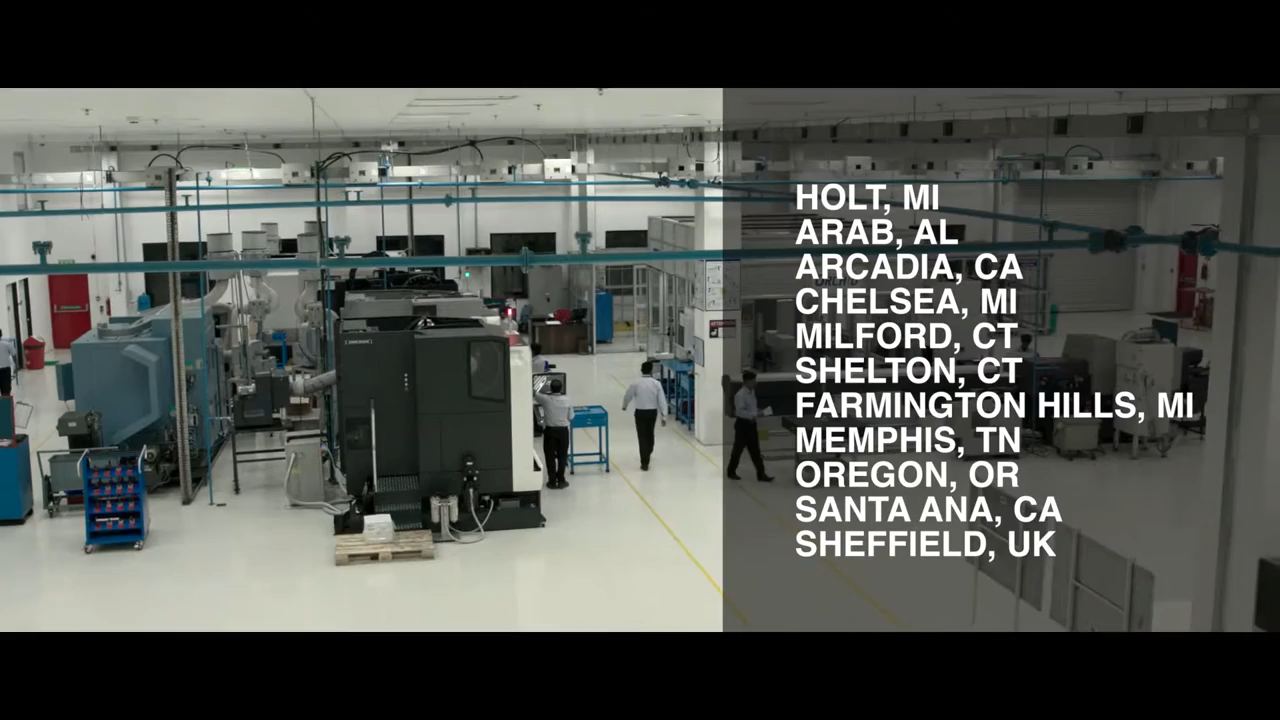 HOLT, MI
ARAB, AL
ARCADIA, CA
CHELSEA, MI
MILFORD, CT
SHELTON, CT
FARMINGTON HILLS, MI
MEMPHIS, TN
OREGON, OR
SANTA ANA, CA
SHEFFIELD, UK